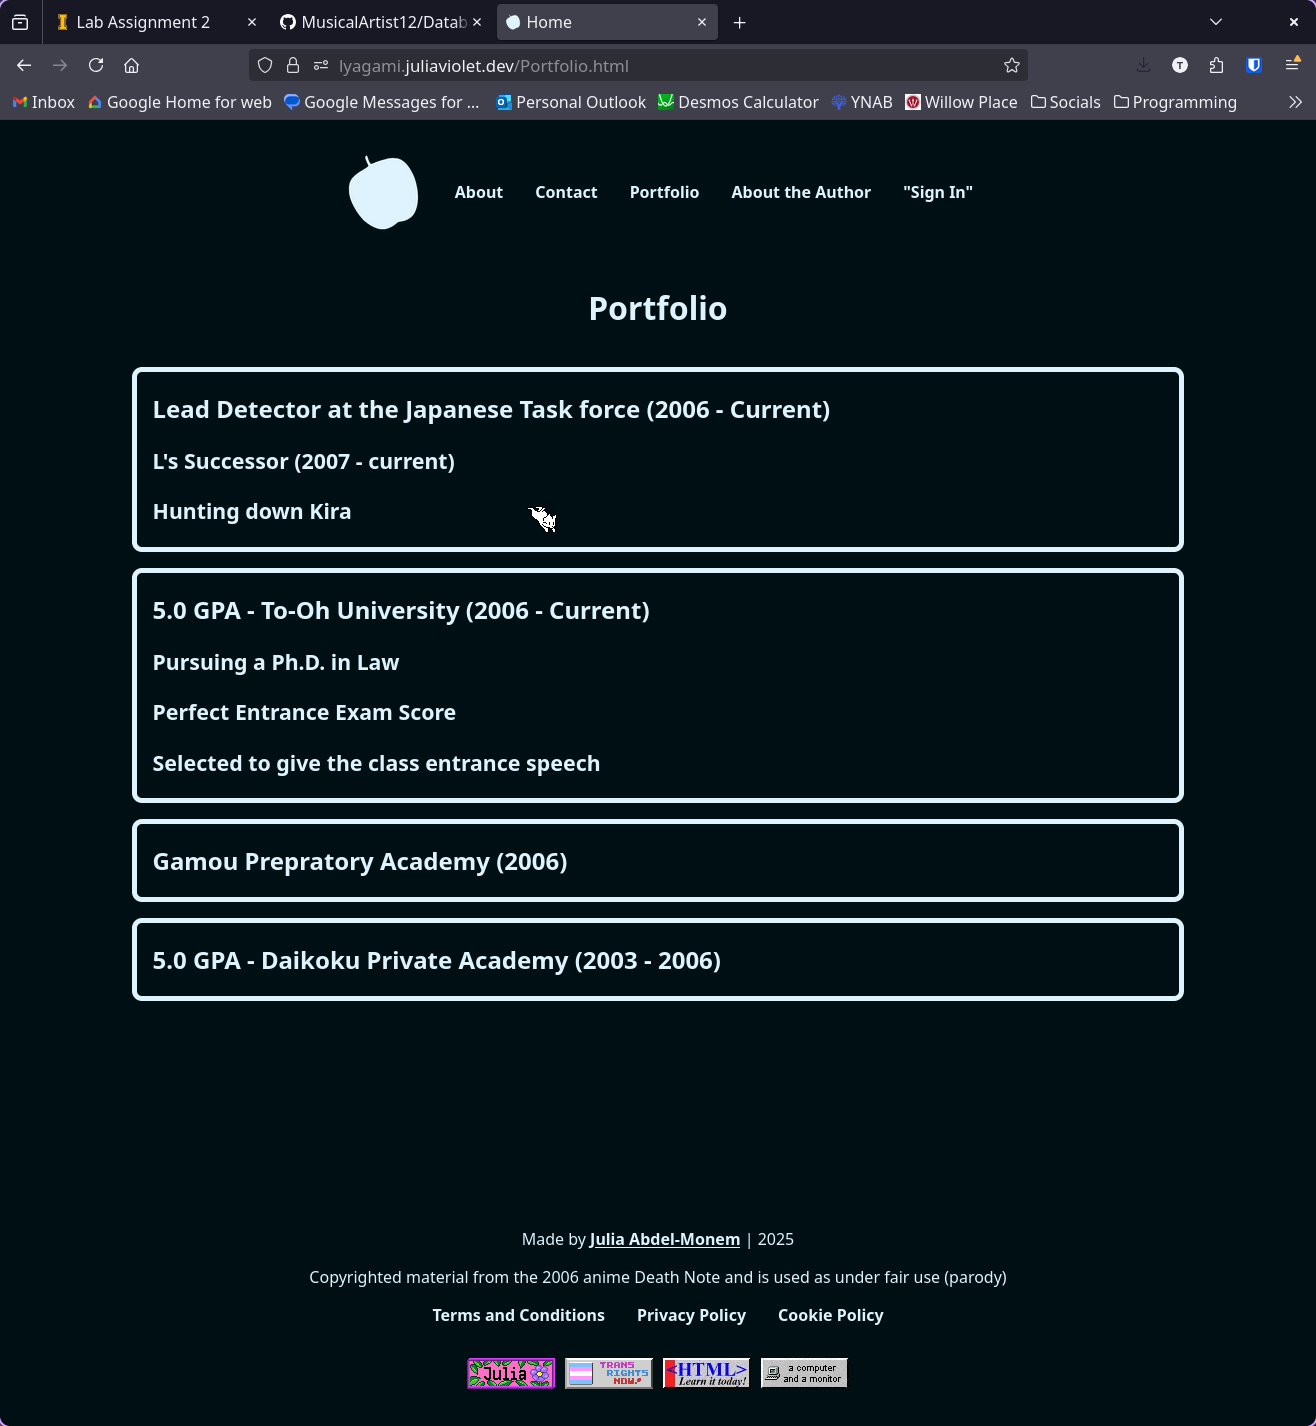 Lab Assignment 2
MusicalArtist12/Datab
Home
lyagami.juliaviolet.dev/Portfolio.html
T
Inbox Google Home for web Google Messages for ... Personal Outlook Desmos Calculator YNAB Willow Place Socials Programming
About Contact Portfolio About the Author "Sign In"
Portfolio
Lead Detector at the Japanese Task force (2006 - Current)
L's Successor (2007 - current)
Hunting down Kira
5.0 GPA - To-Oh University (2006 - Current)
Pursuing a Ph.D. in Law
Perfect Entrance Exam Score
Selected to give the class entrance speech
Gamou Prepratory Academy (2006)
5.0 GPA - Daikoku Private Academy (2003 - 2006)
Made by Julia Abdel-Monem | 2025
Copyrighted material from the 2006 anime Death Note and is used as under fair use (parody)
Terms and Conditions Privacy Policy Cookie Policy
Julia
TRANS
RIGHTS
NOW!
<HTML>
Learn it today!
a computer
and a monitor